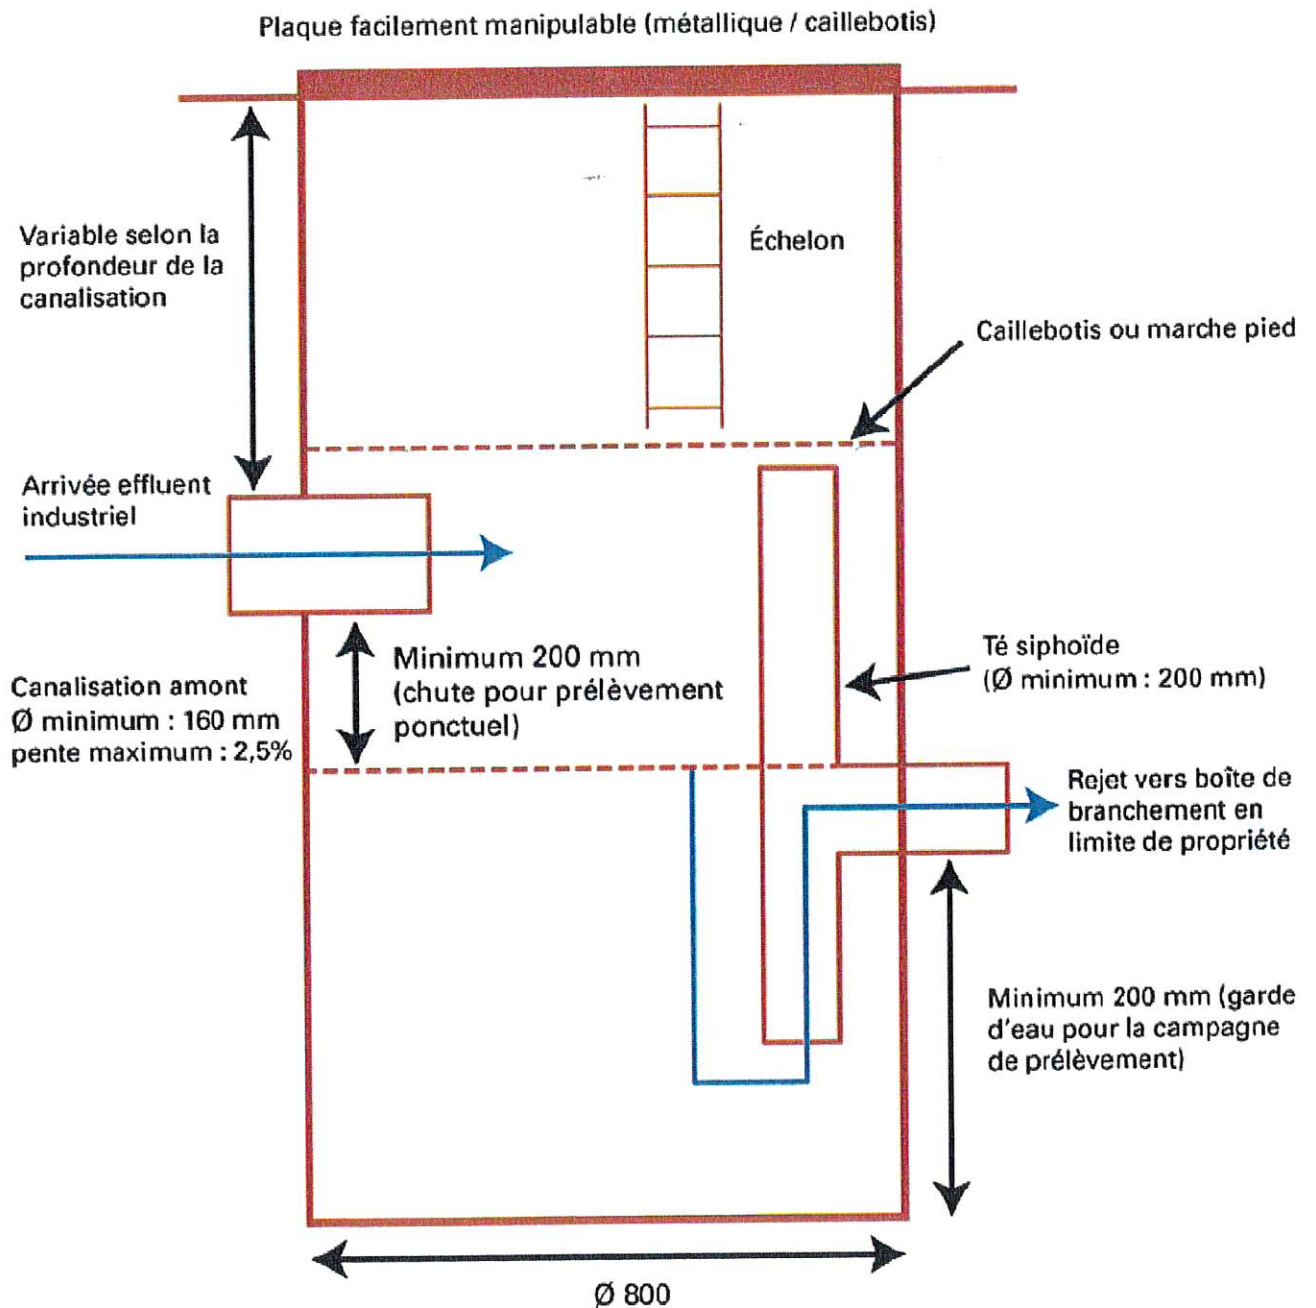 Plaque facilement manipulable (métallique / caillebotis)
Variable selon la
profondeur de la
canalisation
Échelon
Caillebotis ou marche pied
Arrivée effluent
industriel
Canalisation amont
Ø minimum : 160 mm
pente maximum : 2,5%
Minimum 200 mm
(chute pour prélèvement
ponctuel)
Té siphoïde
(Ø minimum : 200 mm)
Rejet vers boîte de
branchement en
limite de propriété
Minimum 200 mm (garde
d'eau pour la campagne
de prélèvement)
Ø 800